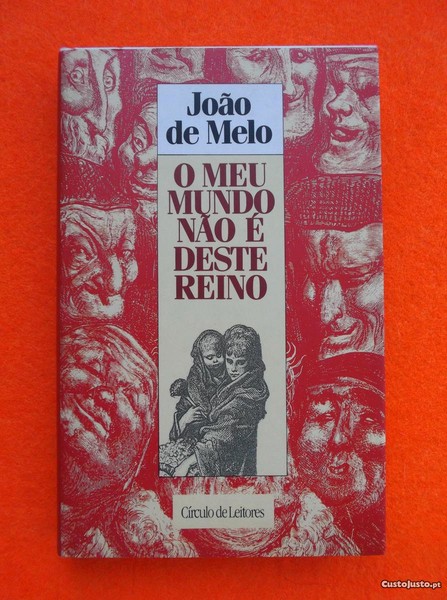 João
de Melo
O MEU
MUNDO
NÃO É
DESTE
REINO
Círculo de Leitores
CustoJusto.pt